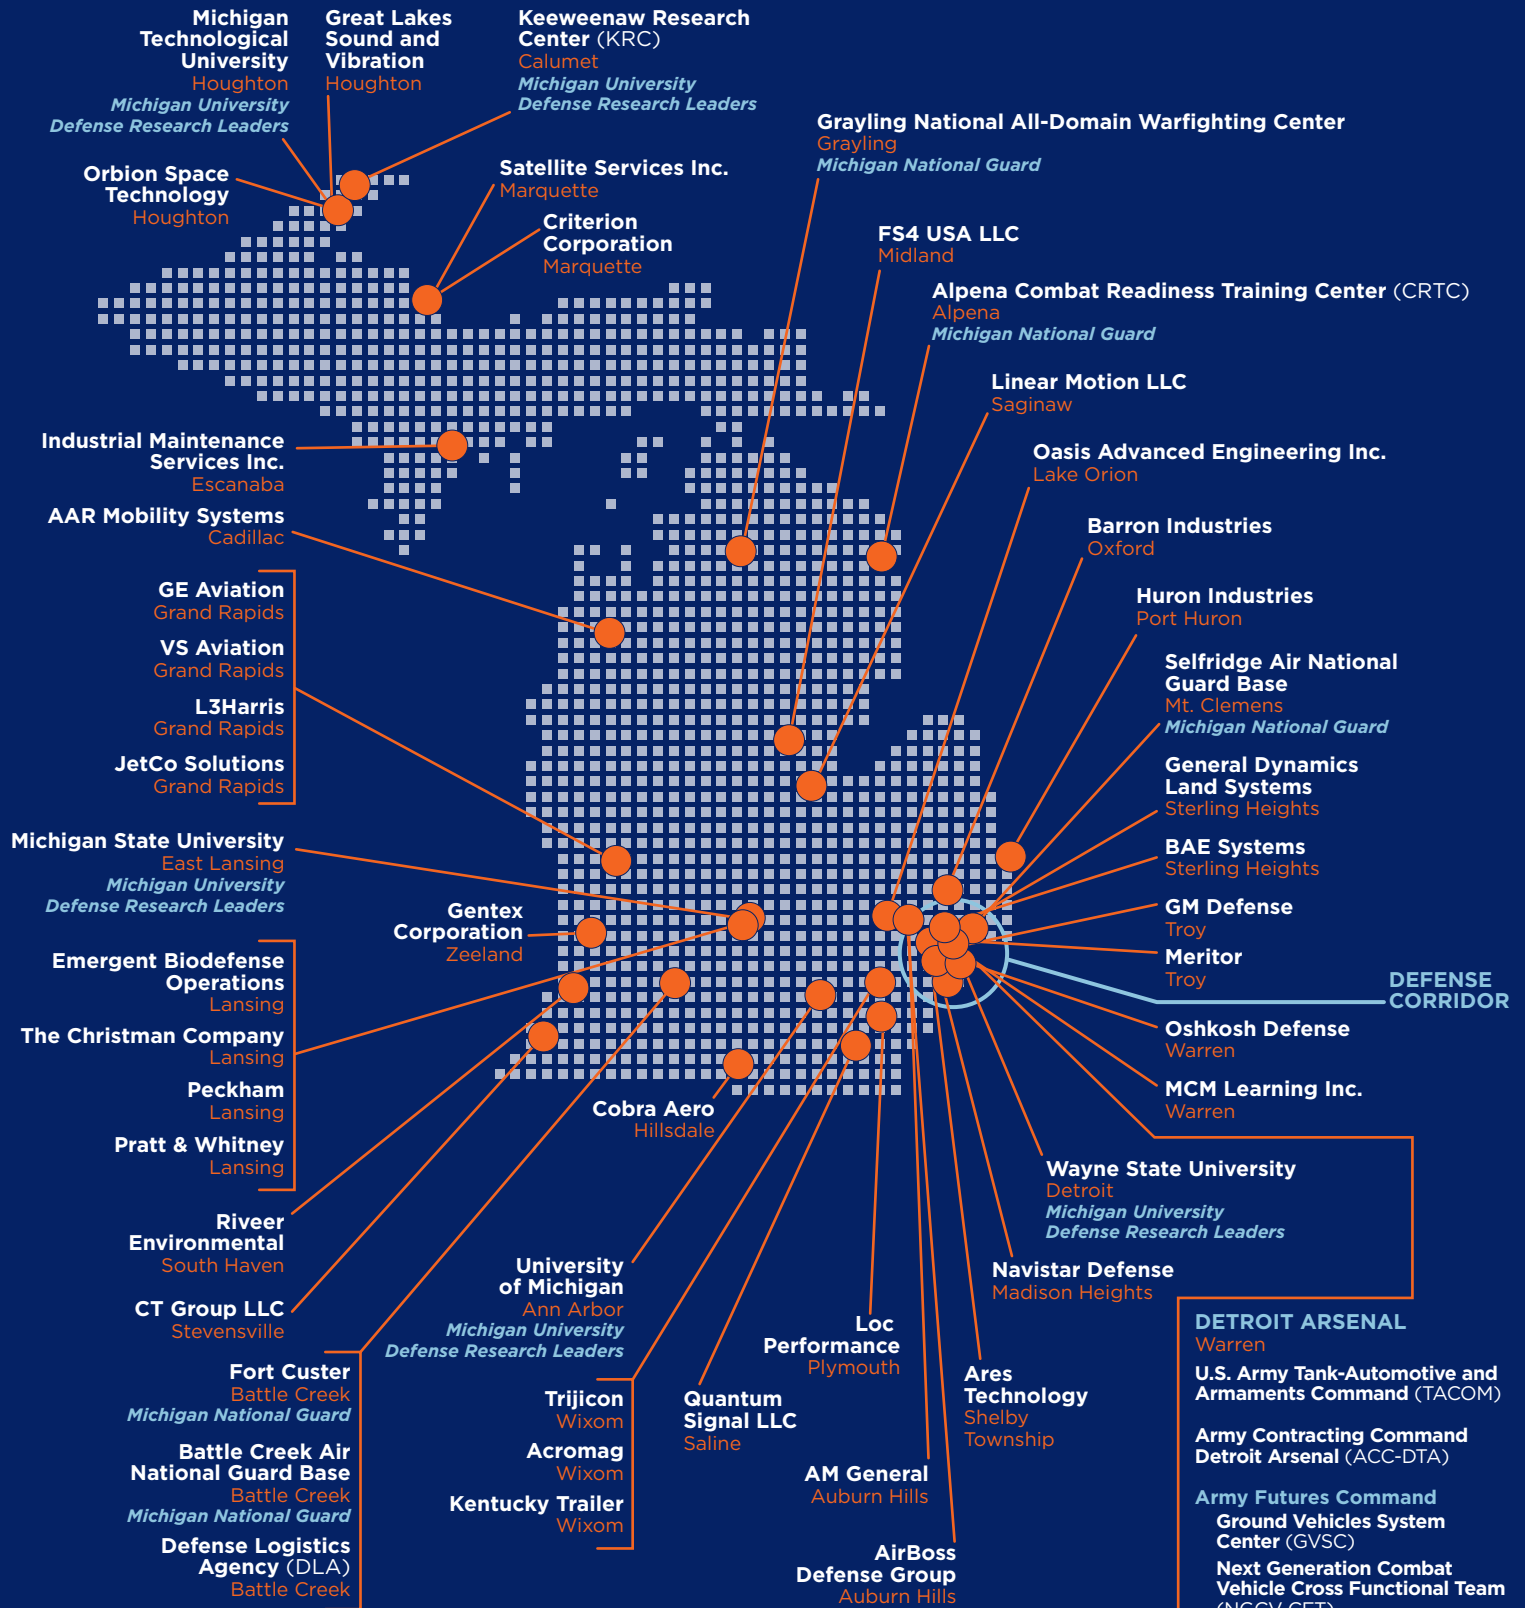 Michigan
Technological
University
Houghton
Michigan University
Defense Research Leaders
Great Lakes
Sound and
Vibration
Houghton
Keeweenaw Research
Center (KRC)
Calumet
Michigan University
Defense Research Leaders
Orbion Space
Technology
Houghton
Satellite Services Inc.
Marquette
Criterion
Corporation
Marquette
Grayling National All-Domain Warfighting Center
Grayling
Michigan National Guard
FS4 USA LLC
Midland
Alpena Combat Readiness Training Center (CRTC)
Alpena
Michigan National Guard
Linear Motion LLC
Saginaw
Oasis Advanced Engineering Inc.
Lake Orion
Barron Industries
Oxford
Huron Industries
Port Huron
Selfridge Air National
Guard Base
Mt. Clemens
Michigan National Guard
General Dynamics
Land Systems
Sterling Heights
BAE Systems
Sterling Heights
GM Defense
Troy
Meritor
Troy
DEFENSE
CORRIDOR
Oshkosh Defense
Warren
MCM Learning Inc.
Warren
Industrial Maintenance
Services Inc.
Escanaba
AAR Mobility Systems
Cadillac
GE Aviation
Grand Rapids
VS Aviation
Grand Rapids
L3Harris
Grand Rapids
JetCo Solutions
Grand Rapids
Michigan State University
East Lansing
Michigan University
Defense Research Leaders
Gentex
Corporation
Zeeland
Emergent Biodefense
Operations
Lansing
The Christman Company
Lansing
Peckham
Lansing
Pratt & Whitney
Lansing
Riveer
Environmental
South Haven
CT Group LLC
Stevensville
Fort Custer
Battle Creek
Michigan National Guard
Battle Creek Air
National Guard Base
Battle Creek
Michigan National Guard
Defense Logistics
Agency (DLA)
Battle Creek
Cobra Aero
Hillsdale
University
of Michigan
Ann Arbor
Michigan University
Defense Research Leaders
Trijicon
Wixom
Acromag
Wixom
Kentucky Trailer
Wixom
Quantum
Signal LLC
Saline
Loc
Performance
Plymouth
AM General
Auburn Hills
AirBoss
Defense Group
Auburn Hills
Ares
Technology
Shelby
Township
Navistar Defense
Madison Heights
Wayne State University
Detroit
Michigan University
Defense Research Leaders
DETROIT ARSENAL
Warren
U.S. Army Tank-Automotive and
Armaments Command (TACOM)
Army Contracting Command
Detroit Arsenal (ACC-DTA)
Army Futures Command
Ground Vehicles System
Center (GVSC)
Next Generation Combat
Vehicle Cross Functional Team